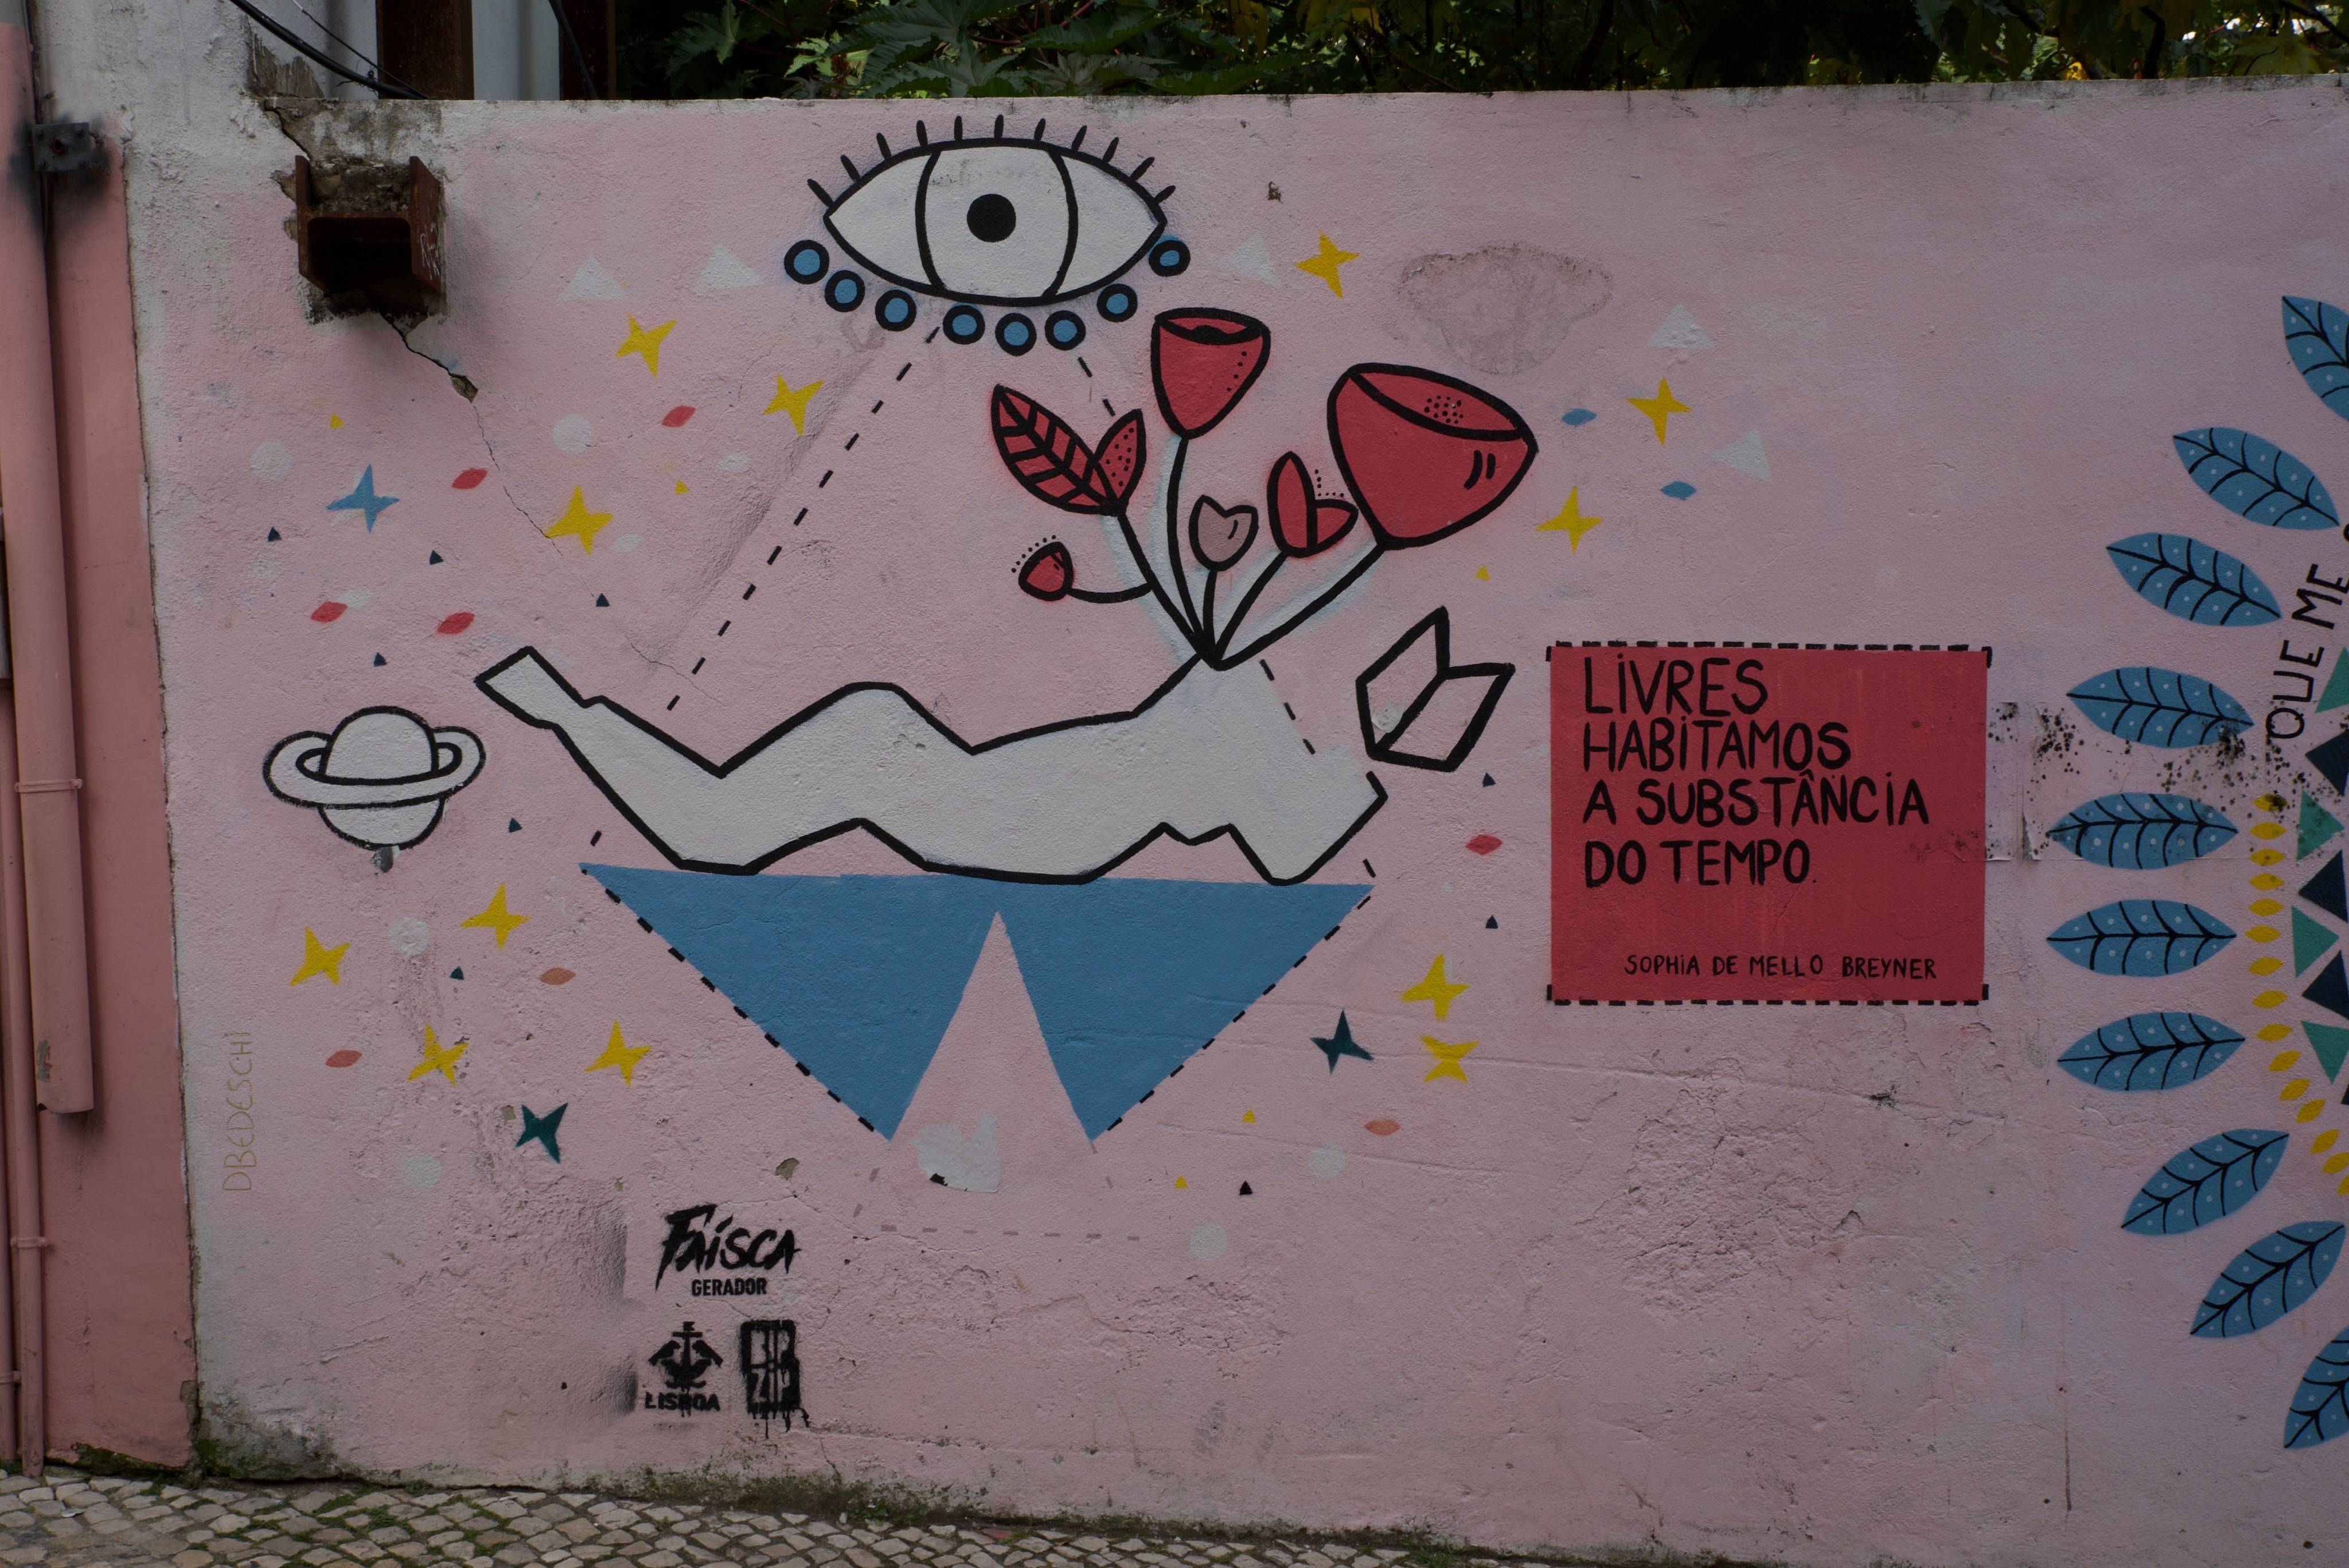 LIVRES
HABITAMOS
A SUBSTÂNCIA
DO TEMPO.
SOPHIA DE MELLO BREYNER
QUE ME
DBEDESCHI
FAÍSCA
GERADOR
LISBOA